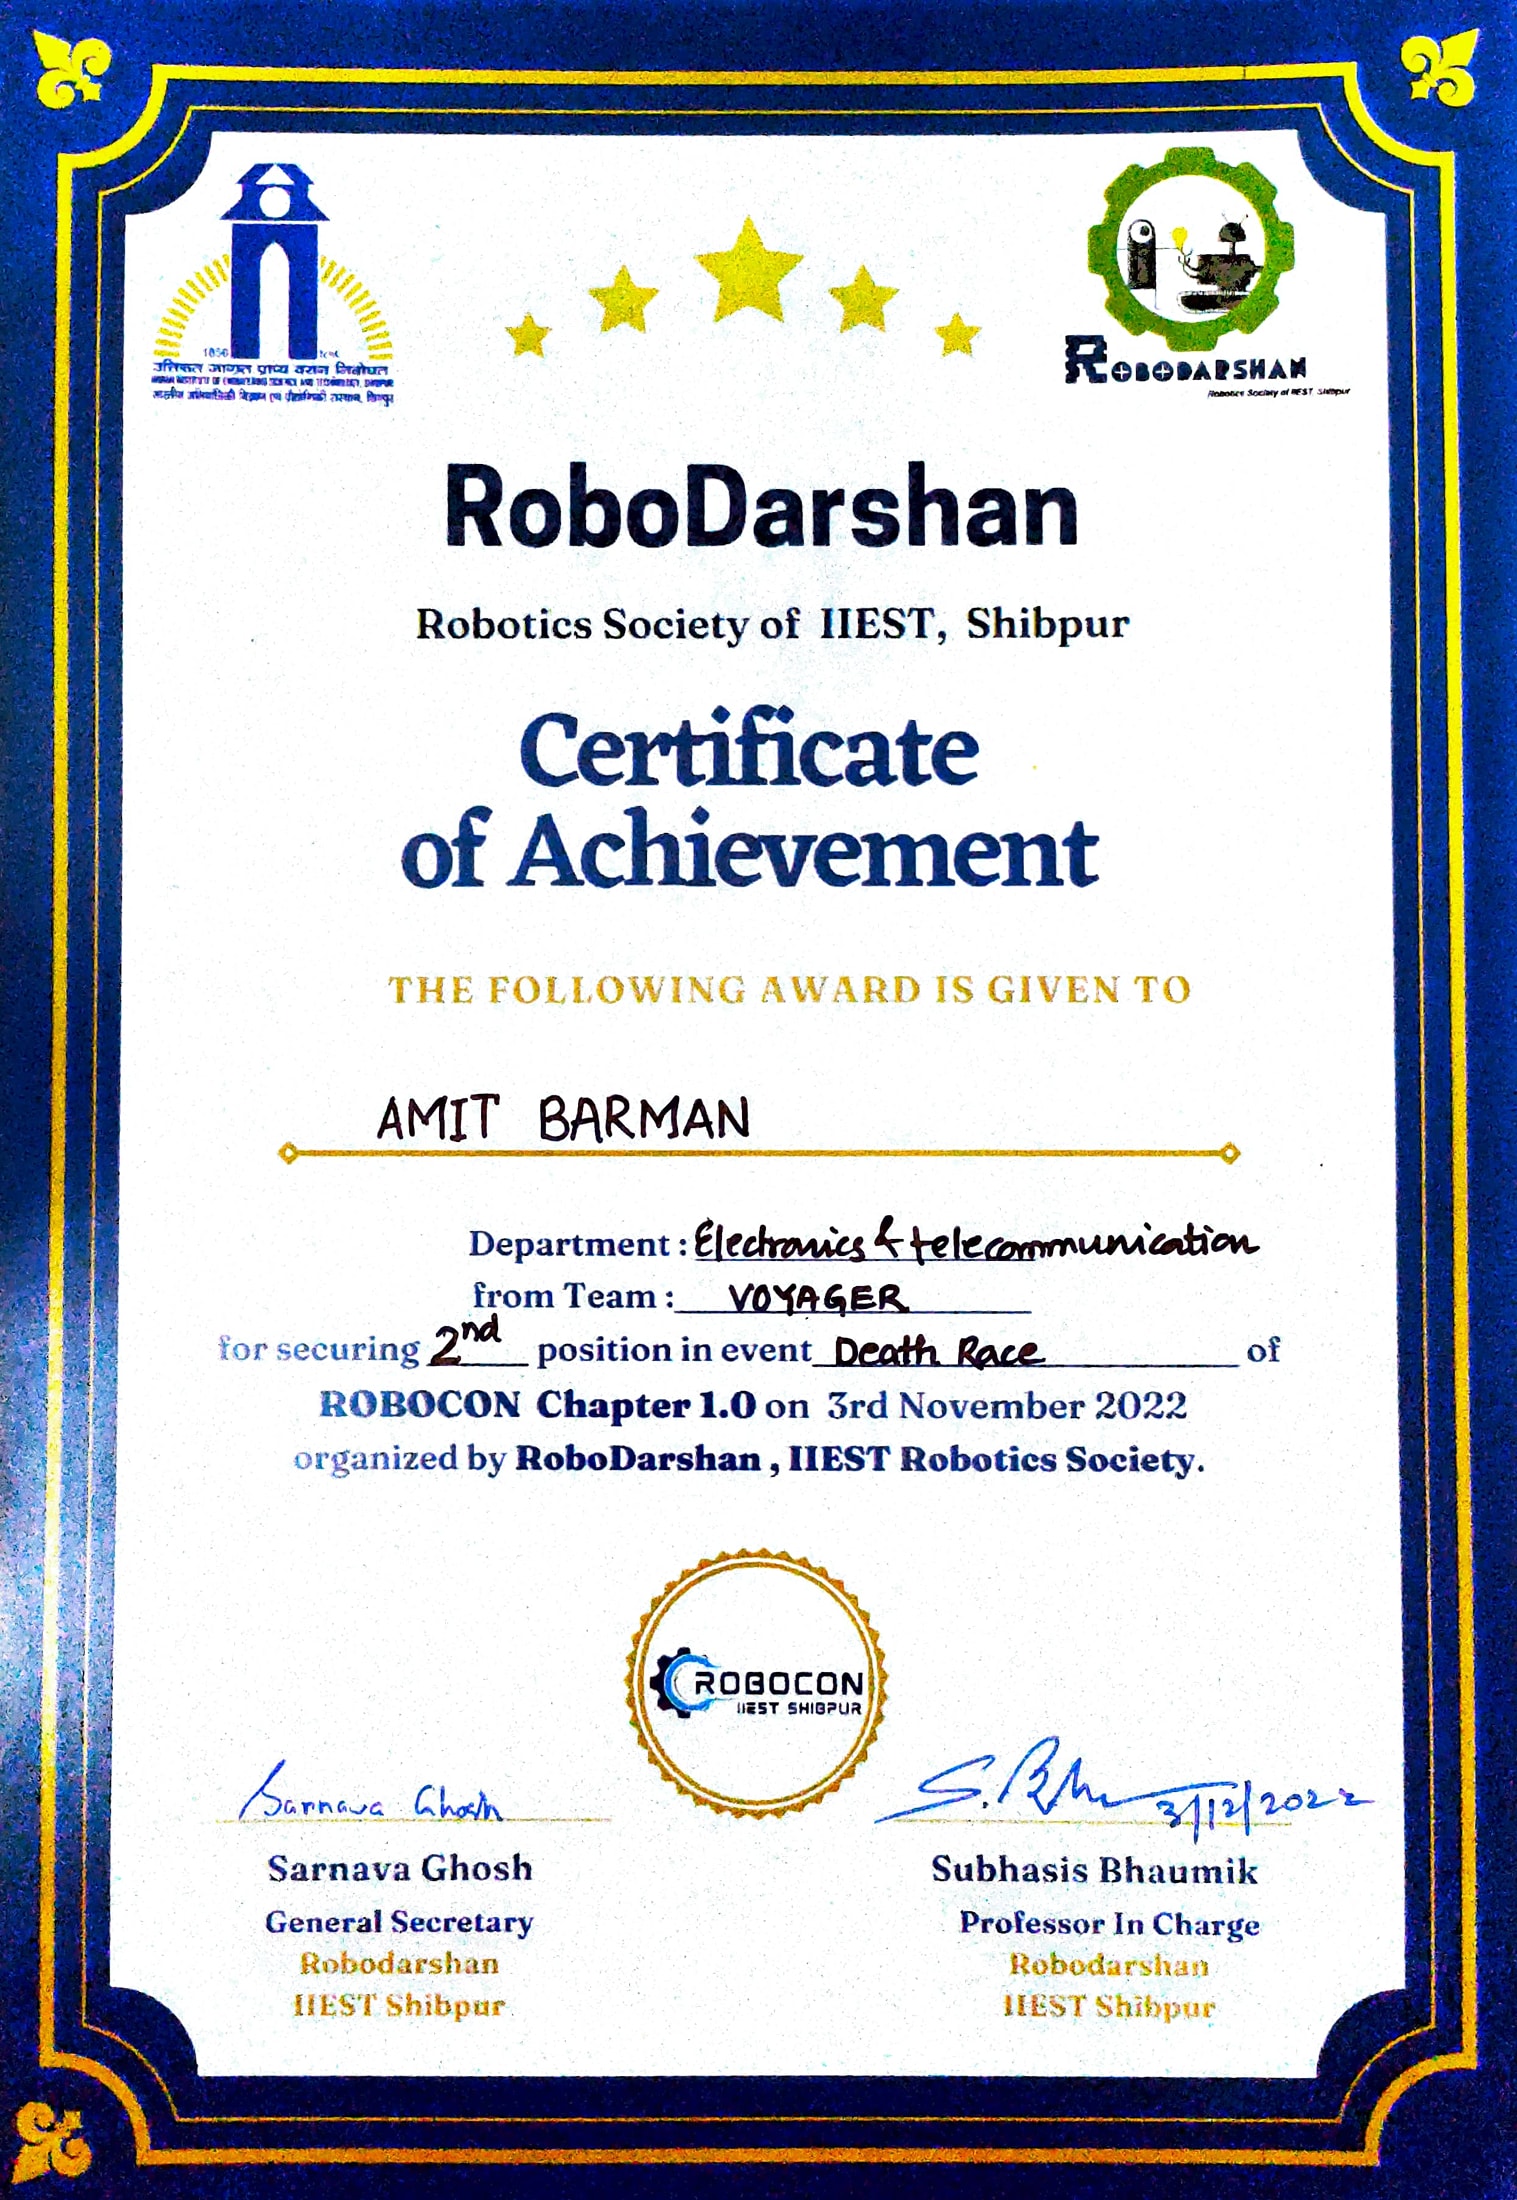 1856
ROBODARSHAN
Robotics Society of IIEST, Shibpur
RoboDarshan
Robotics Society of IIEST, Shibpur
Certificate
of Achievement
THE FOLLOWING AWARD IS GIVEN TO
AMIT BARMAN
Department : Electronics & telecommunication
from Team : VOYAGER
for securing 2nd position in event Death Race of
ROBOCON Chapter 1.0 on 3rd November 2022
organized by RoboDarshan , IIEST Robotics Society.
ROBOCON
IIEST SHIBPUR
Sarnava Ghosh
3/12/2022
Sarnava Ghosh
General Secretary
Robodarshan
IIEST Shibpur
Subhasis Bhaumik
Professor In Charge
Robodarshan
IIEST Shibpur